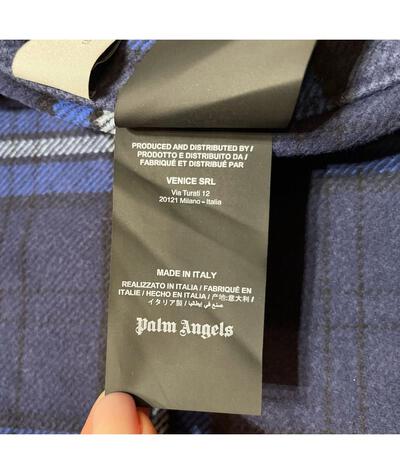 PRODUCED AND DISTRIBUTED BY /
PRODOTTO E DISTRIBUITO DA /
FABRIQUÉ ET DISTRIBUÉ PAR
VENICE SRL
Via Turati 12
20121 Milano – Italia
MADE IN ITALY
REALIZZATO IN ITALIA / FABRIQUÉ EN
ITALIE / HECHO EN ITALIA / 产地:意大利 /
イタリア製 / صنع في إيطاليا
Palm Angels